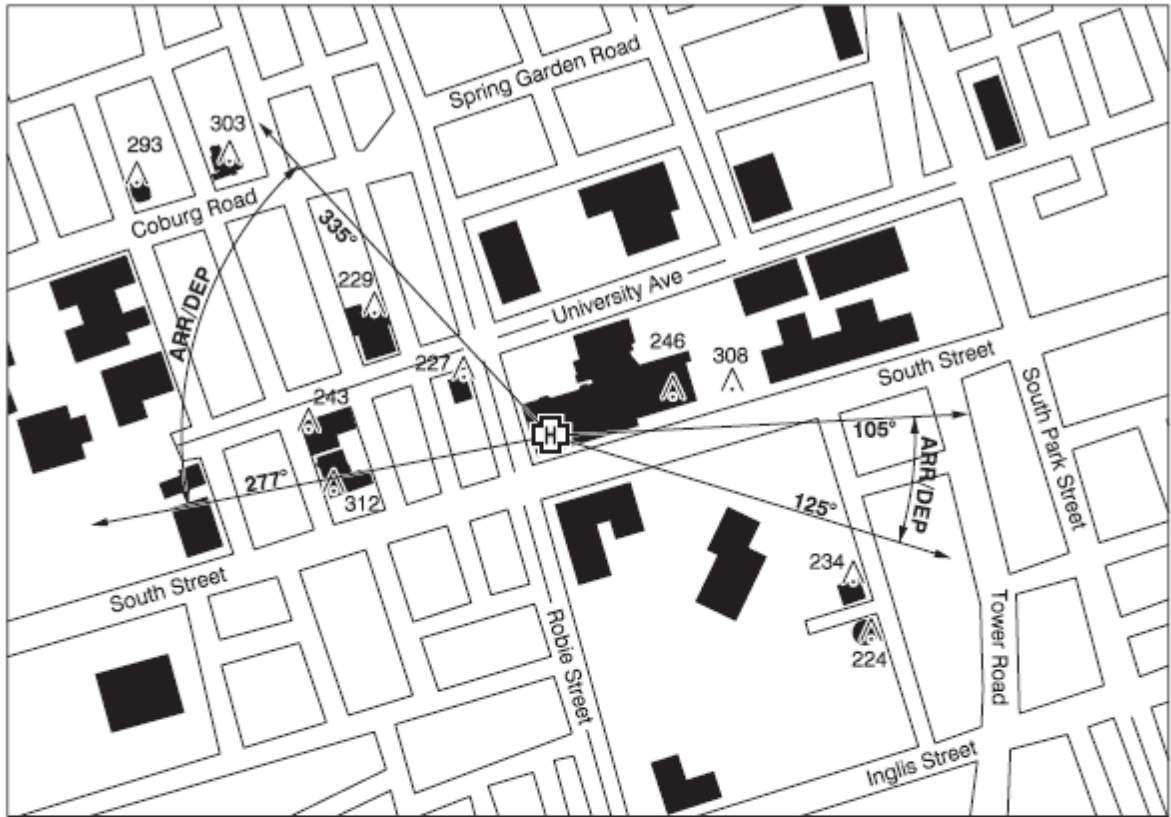 Spring Garden Road
303
293
Coburg Road
335°
ARR/DEP
229
University Ave
246
308
227
South Street
243
105°
ARR/DEP
South Park Street
277°
312
125°
234
South Street
Robie Street
Tower Road
224
Inglis Street
H